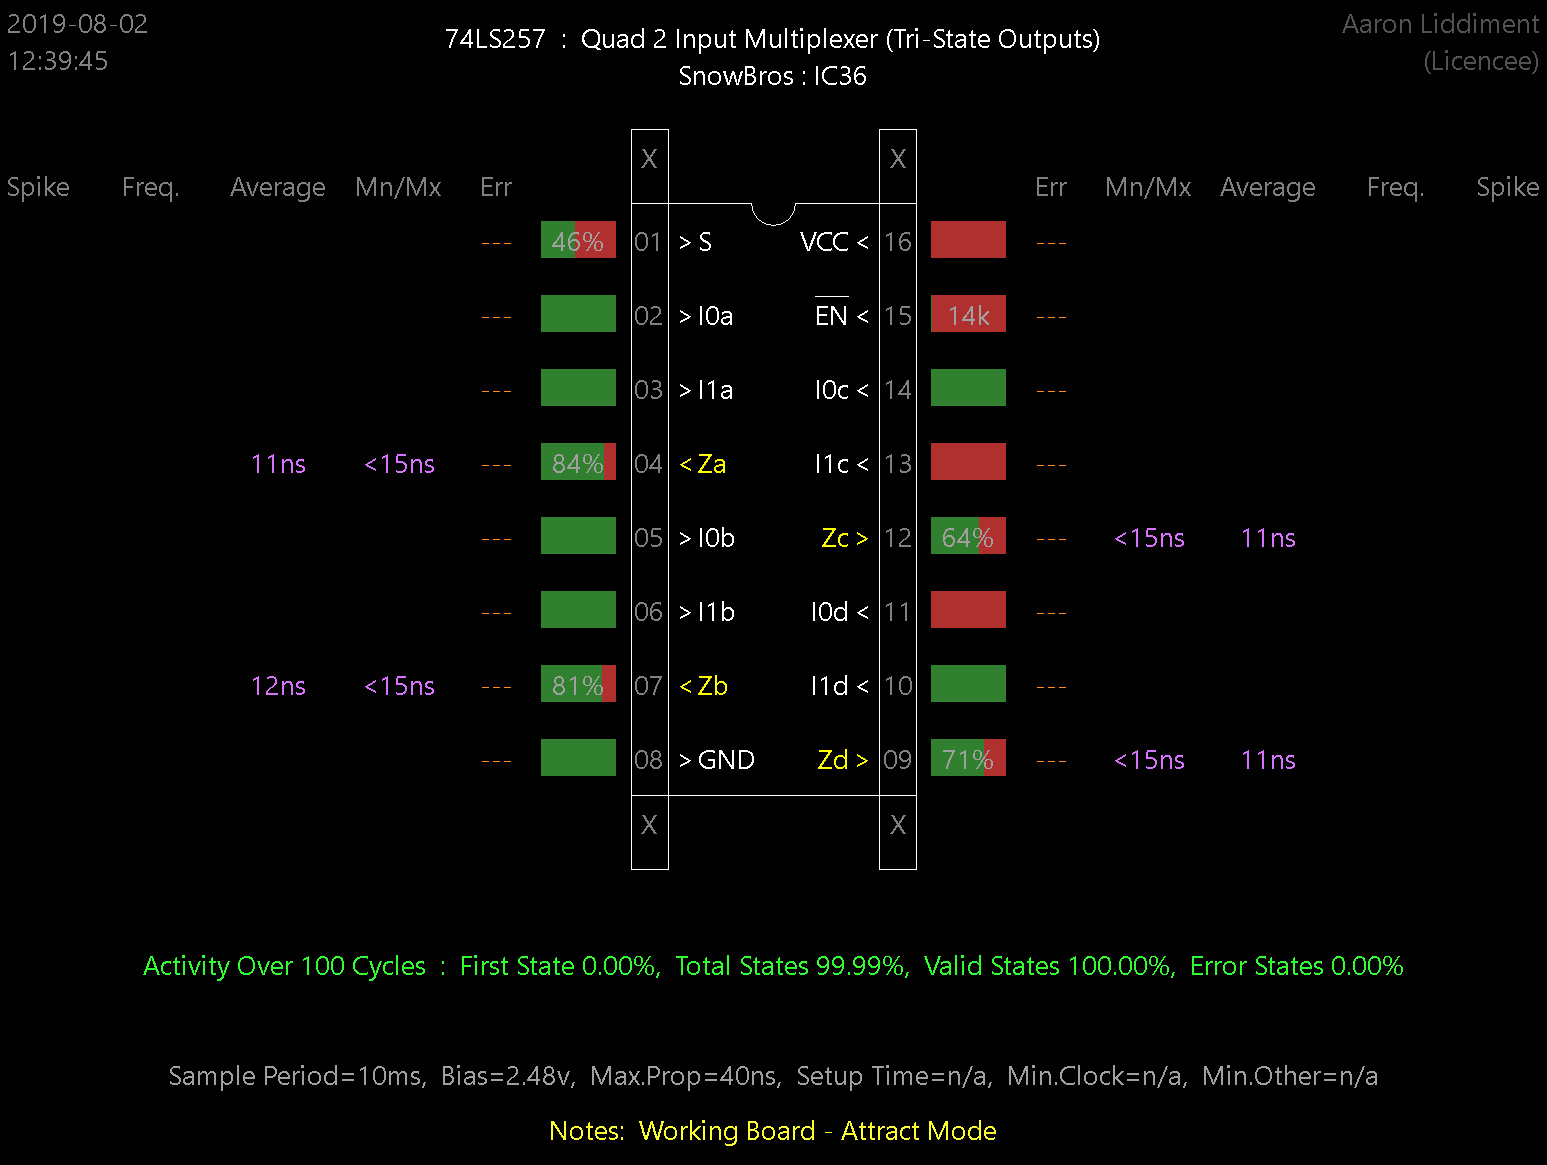 2019-08-02
12:39:45
74LS257 : Quad 2 Input Multiplexer (Tri-State Outputs)
SnowBros : IC36
Aaron Liddiment
(Licencee)
X X
Spike Freq. Average Mn/Mx Err Err Mn/Mx Average Freq. Spike
--- 46% 01 > S VCC < 16 ---
--- 02 > I0a EN < 15 14k ---
--- 03 > I1a I0c < 14 ---
11ns <15ns --- 84% 04 < Za I1c < 13 ---
--- 05 > I0b Zc > 12 64% --- <15ns 11ns
--- 06 > I1b I0d < 11 ---
12ns <15ns --- 81% 07 < Zb I1d < 10 ---
--- 08 > GND Zd > 09 71% --- <15ns 11ns
X X
Activity Over 100 Cycles : First State 0.00%, Total States 99.99%, Valid States 100.00%, Error States 0.00%
Sample Period=10ms, Bias=2.48v, Max.Prop=40ns, Setup Time=n/a, Min.Clock=n/a, Min.Other=n/a
Notes: Working Board - Attract Mode